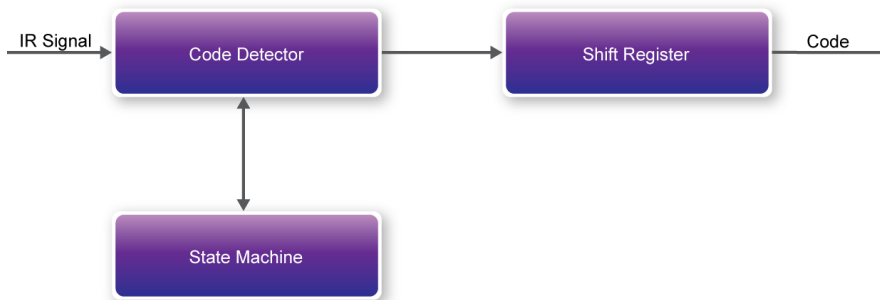 IR Signal
Code Detector
Shift Register
Code
State Machine